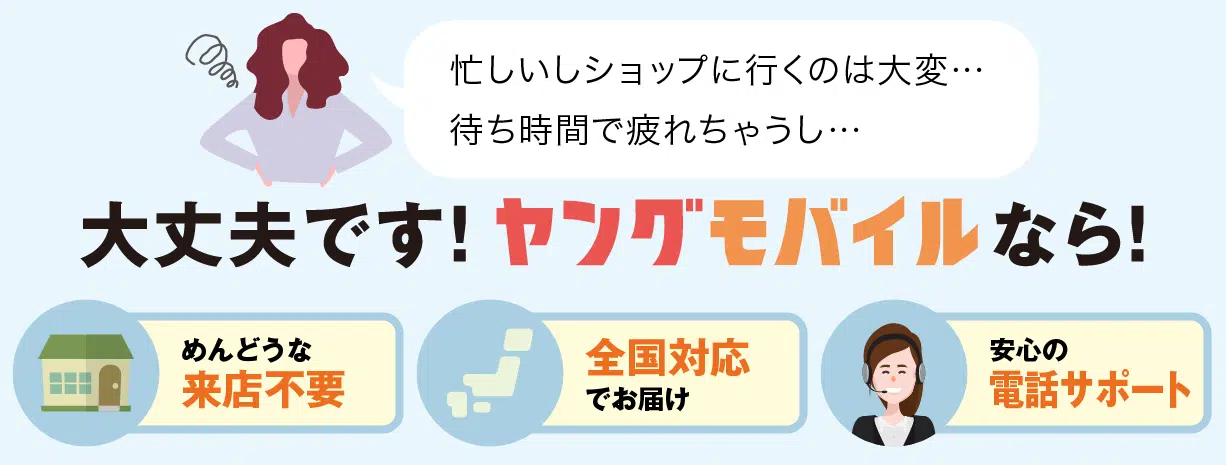 忙しいしショップに行くのは大変…
待ち時間で疲れちゃうし…
大丈夫です！ヤングモバイルなら！
めんどうな
来店不要
全国対応
でお届け
安心の
電話サポート